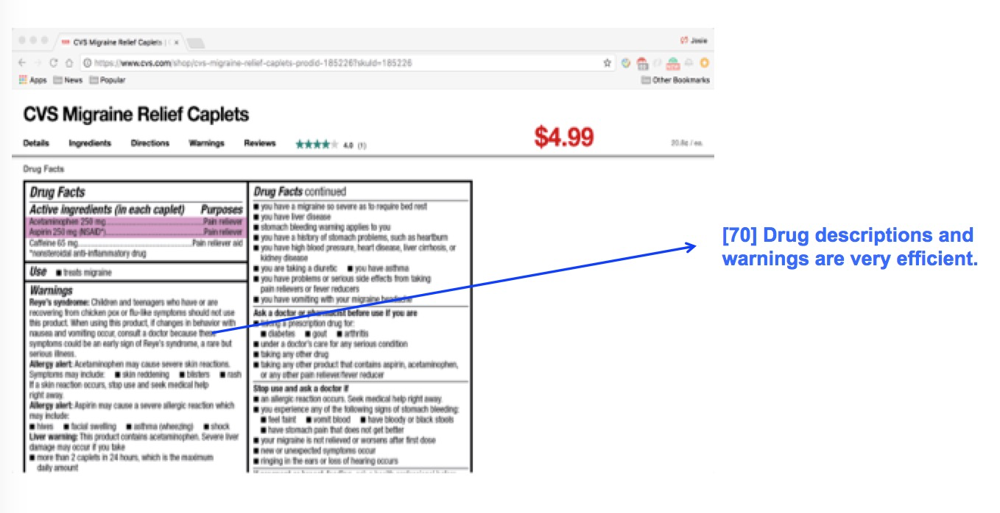 CVS Migraine Relief Caplets | C x
Josie
https://www.cvs.com/shop/cvs-migraine-relief-caplets-prodid-185226?skuId=185226
Apps News Popular Other Bookmarks
CVS Migraine Relief Caplets
$4.99
Details Ingredients Directions Warnings Reviews 4.0 (1)
20.8¢ / ea.
Drug Facts
Drug Facts
Active ingredients (in each caplet) Purposes
Acetaminophen 250 mg Pain reliever
Aspirin 250 mg (NSAID*) Pain reliever
Caffeine 65 mg Pain reliever aid
*nonsteroidal anti-inflammatory drug
Use ■ treats migraine
Warnings
Reye's syndrome: Children and teenagers who have or are
recovering from chicken pox or flu-like symptoms should not use
this product. When using this product, if changes in behavior with
nausea and vomiting occur, consult a doctor because these
symptoms could be an early sign of Reye's syndrome, a rare but
serious illness.
Allergy alert: Acetaminophen may cause severe skin reactions.
Symptoms may include: ■ skin reddening ■ blisters ■ rash
If a skin reaction occurs, stop use and seek medical help
right away.
Allergy alert: Aspirin may cause a severe allergic reaction which
may include:
■ hives ■ facial swelling ■ asthma (wheezing) ■ shock
Liver warning: This product contains acetaminophen. Severe liver
damage may occur if you take
■ more than 2 caplets in 24 hours, which is the maximum
daily amount
Drug Facts continued
■ you have a migraine so severe as to require bed rest
■ you have liver disease
■ stomach bleeding warning applies to you
■ you have a history of stomach problems, such as heartburn
■ you have high blood pressure, heart disease, liver cirrhosis, or
kidney disease
■ you are taking a diuretic ■ you have asthma
■ you have problems or serious side effects from taking
pain relievers or fever reducers
■ you have vomiting with your migraine headache
Ask a doctor or pharmacist before use if you are
■ taking a prescription drug for:
■ diabetes ■ gout ■ arthritis
■ under a doctor's care for any serious condition
■ taking any other drug
■ taking any other product that contains aspirin, acetaminophen,
or any other pain reliever/fever reducer
Stop use and ask a doctor if
■ an allergic reaction occurs. Seek medical help right away.
■ you experience any of the following signs of stomach bleeding:
■ feel faint ■ vomit blood ■ have bloody or black stools
■ have stomach pain that does not get better
■ your migraine is not relieved or worsens after first dose
■ new or unexpected symptoms occur
■ ringing in the ears or loss of hearing occurs
[70] Drug descriptions and
warnings are very efficient.